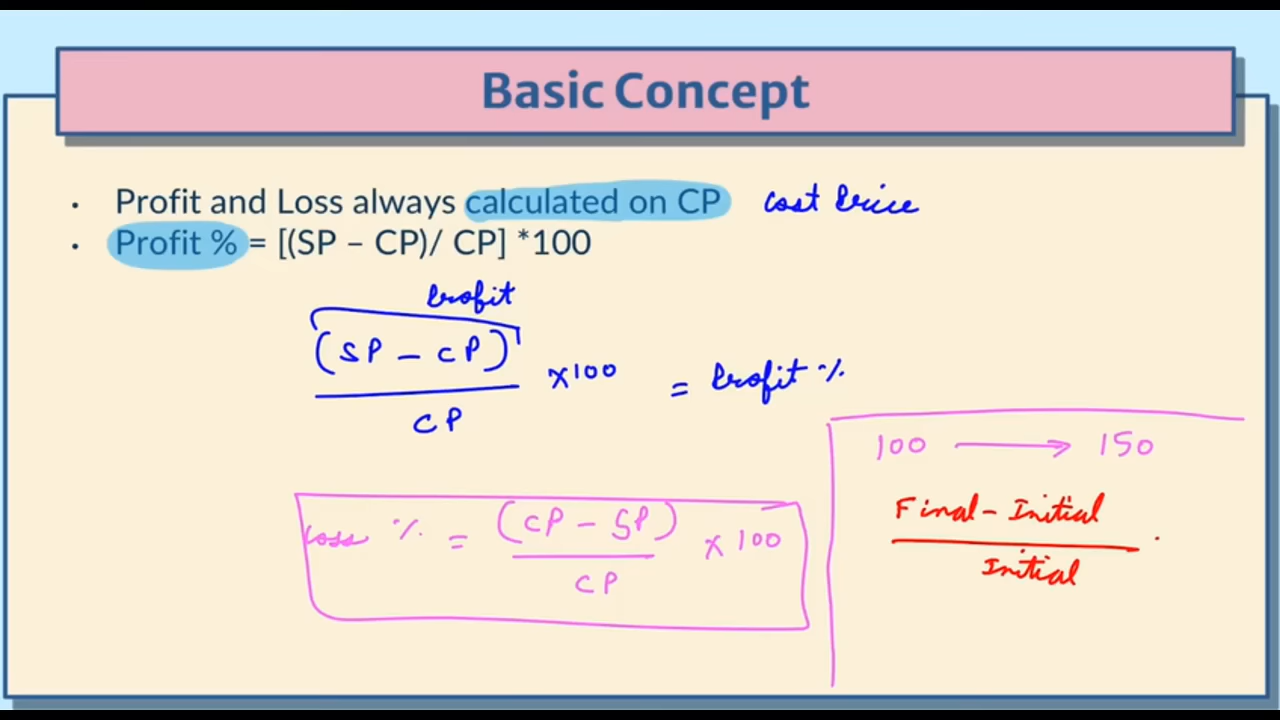 Basic Concept
· Profit and Loss always calculated on CP cost Price
· Profit % = [(SP – CP)/ CP] *100
Profit
(SP - CP)
CP
×100 = Profit %
Loss % = (CP - SP) × 100
CP
100 → 150
Final - Initial
Initial